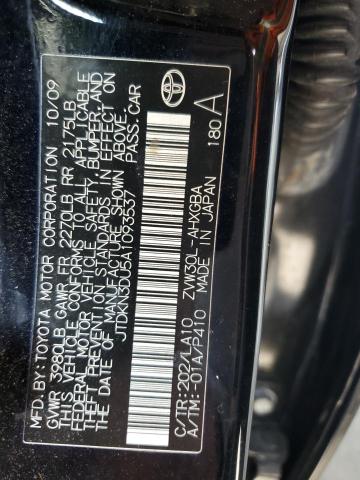 MFD. BY: TOYOTA MOTOR CORPORATION 10/09
GVWR 3980LB GAWR FR 2270LB RR 2175LB
THIS VEHICLE CONFORMS TO ALL APPLICABLE
FEDERAL MOTOR VEHICLE SAFETY, BUMPER, AND
THEFT PREVENTION STANDARDS IN EFFECT ON
THE DATE OF MANUFACTURE SHOWN ABOVE.
JTDKN3DU5A1093537 PASS. CAR
C/TR: 202/LA10 ZVW30L-AHXGBA
A/TM: -01A/P410 MADE IN JAPAN
180 A